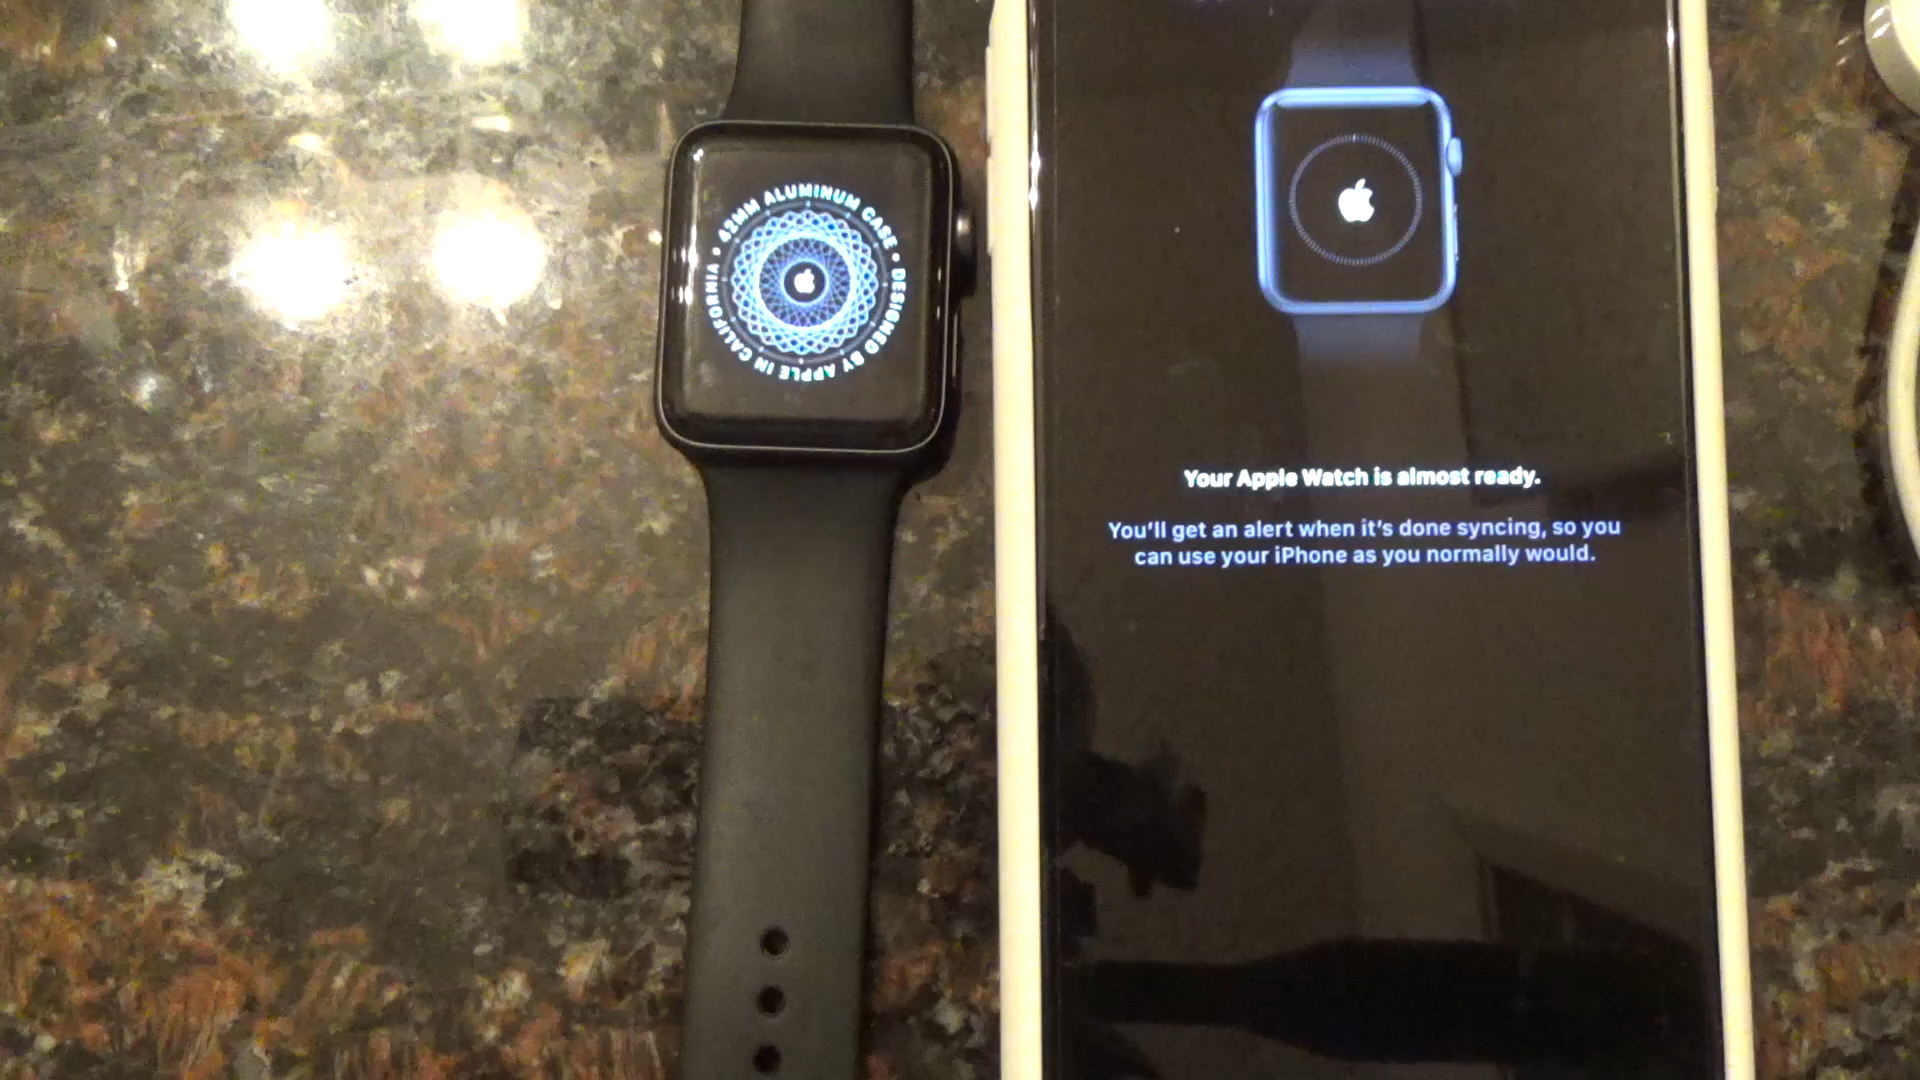 42MM ALUMINUM CASE • DESIGNED BY APPLE IN CALIFORNIA •
Your Apple Watch is almost ready.
You'll get an alert when it's done syncing, so you
can use your iPhone as you normally would.